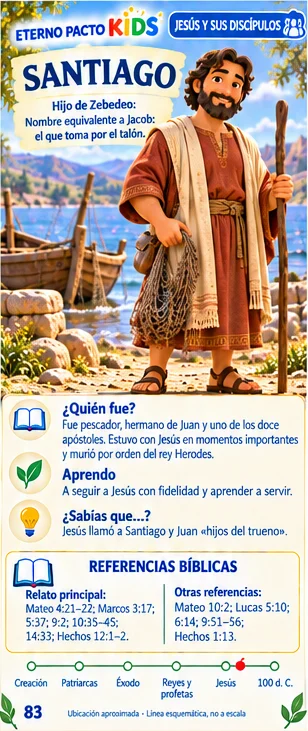 ETERNO PACTO KIDS
JESÚS Y SUS DISCÍPULOS
SANTIAGO
Hijo de Zebedeo:
Nombre equivalente a Jacob:
el que toma por el talón.
¿Quién fue?
Fue pescador, hermano de Juan y uno de los doce
apóstoles. Estuvo con Jesús en momentos importantes
y murió por orden del rey Herodes.
Aprendo
A seguir a Jesús con fidelidad y aprender a servir.
¿Sabías que...?
Jesús llamó a Santiago y Juan «hijos del trueno».
REFERENCIAS BÍBLICAS
Relato principal:
Mateo 4:21–22; Marcos 3:17;
5:37; 9:2; 10:35–45;
14:33; Hechos 12:1–2.
Otras referencias:
Mateo 10:2; Lucas 5:10;
6:14; 9:51–56;
Hechos 1:13.
Creación
Patriarcas
Éxodo
Reyes y
profetas
Jesús
100 d. C.
83
Ubicación aproximada - Línea esquemática, no a escala